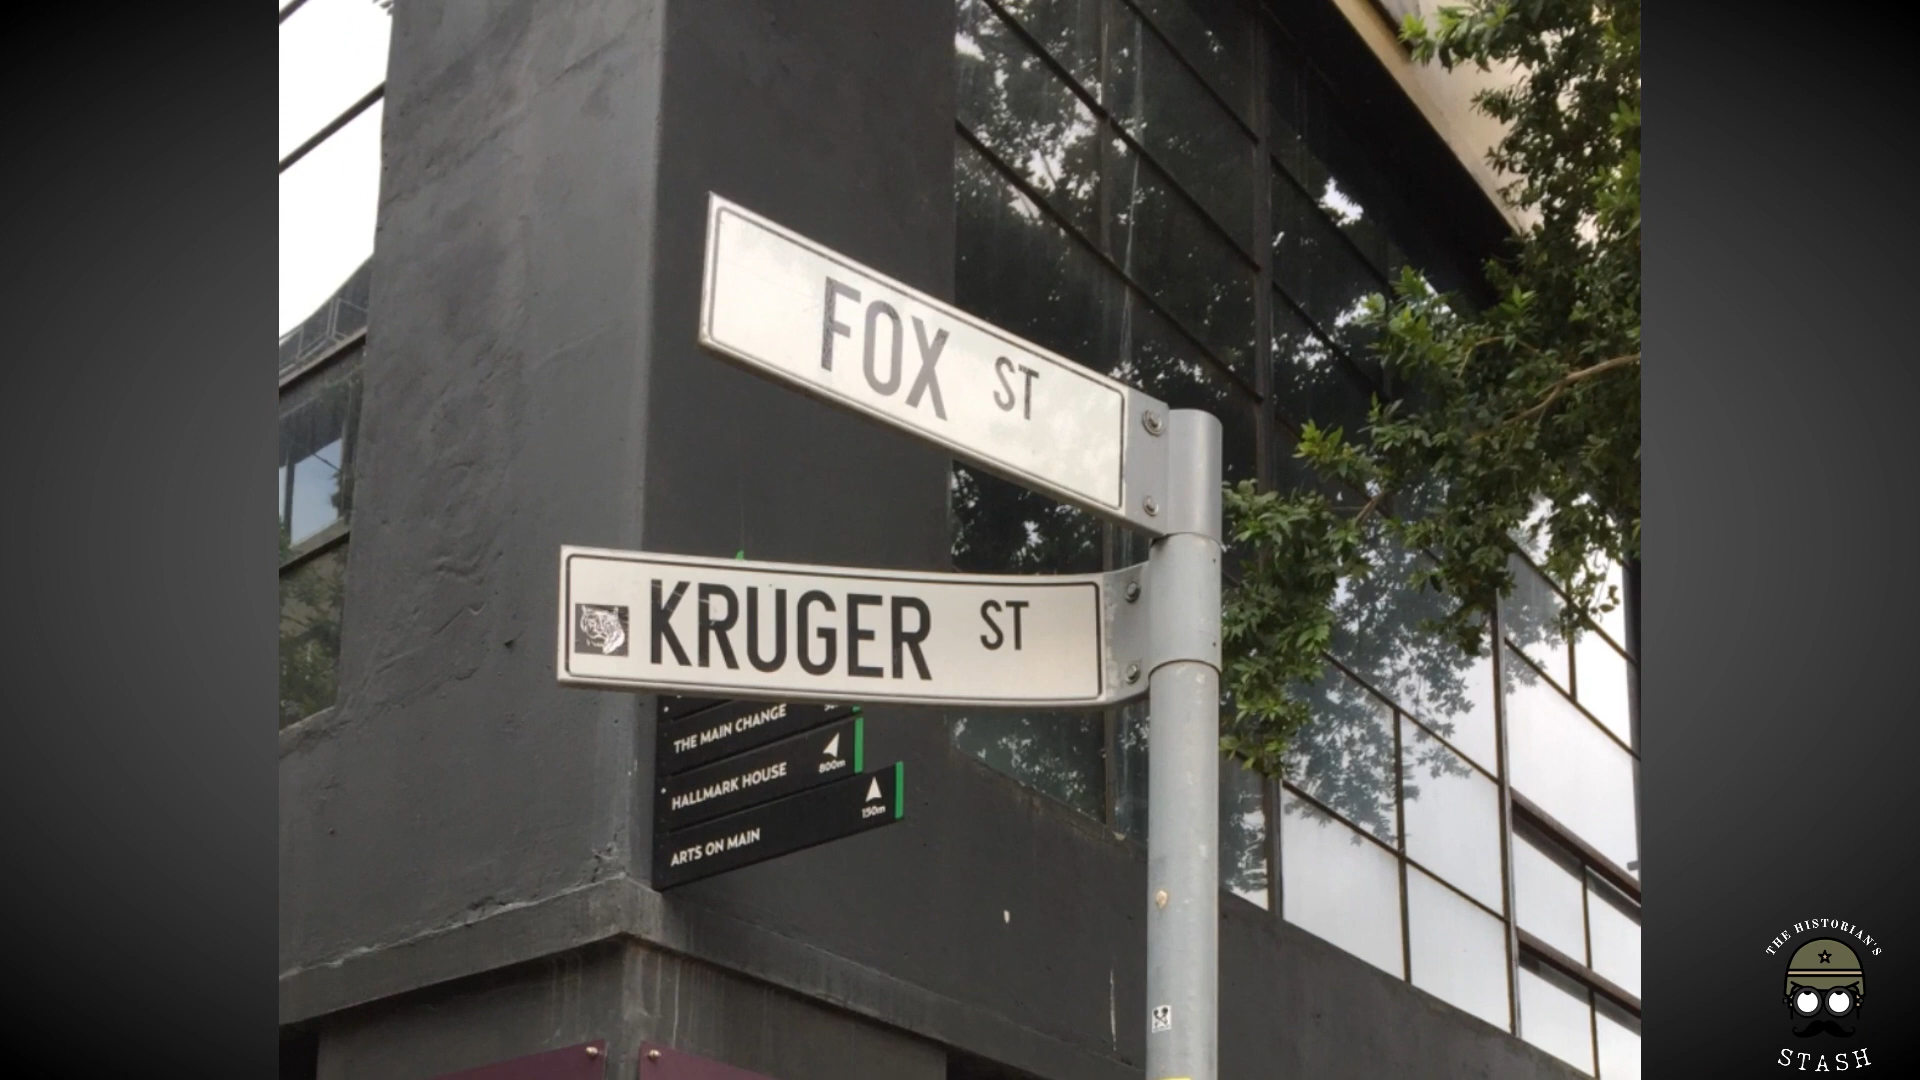 FOX ST
KRUGER ST
THE MAIN CHANGE
HALLMARK HOUSE
800m
ARTS ON MAIN
150m
THE HISTORIAN'S
STASH